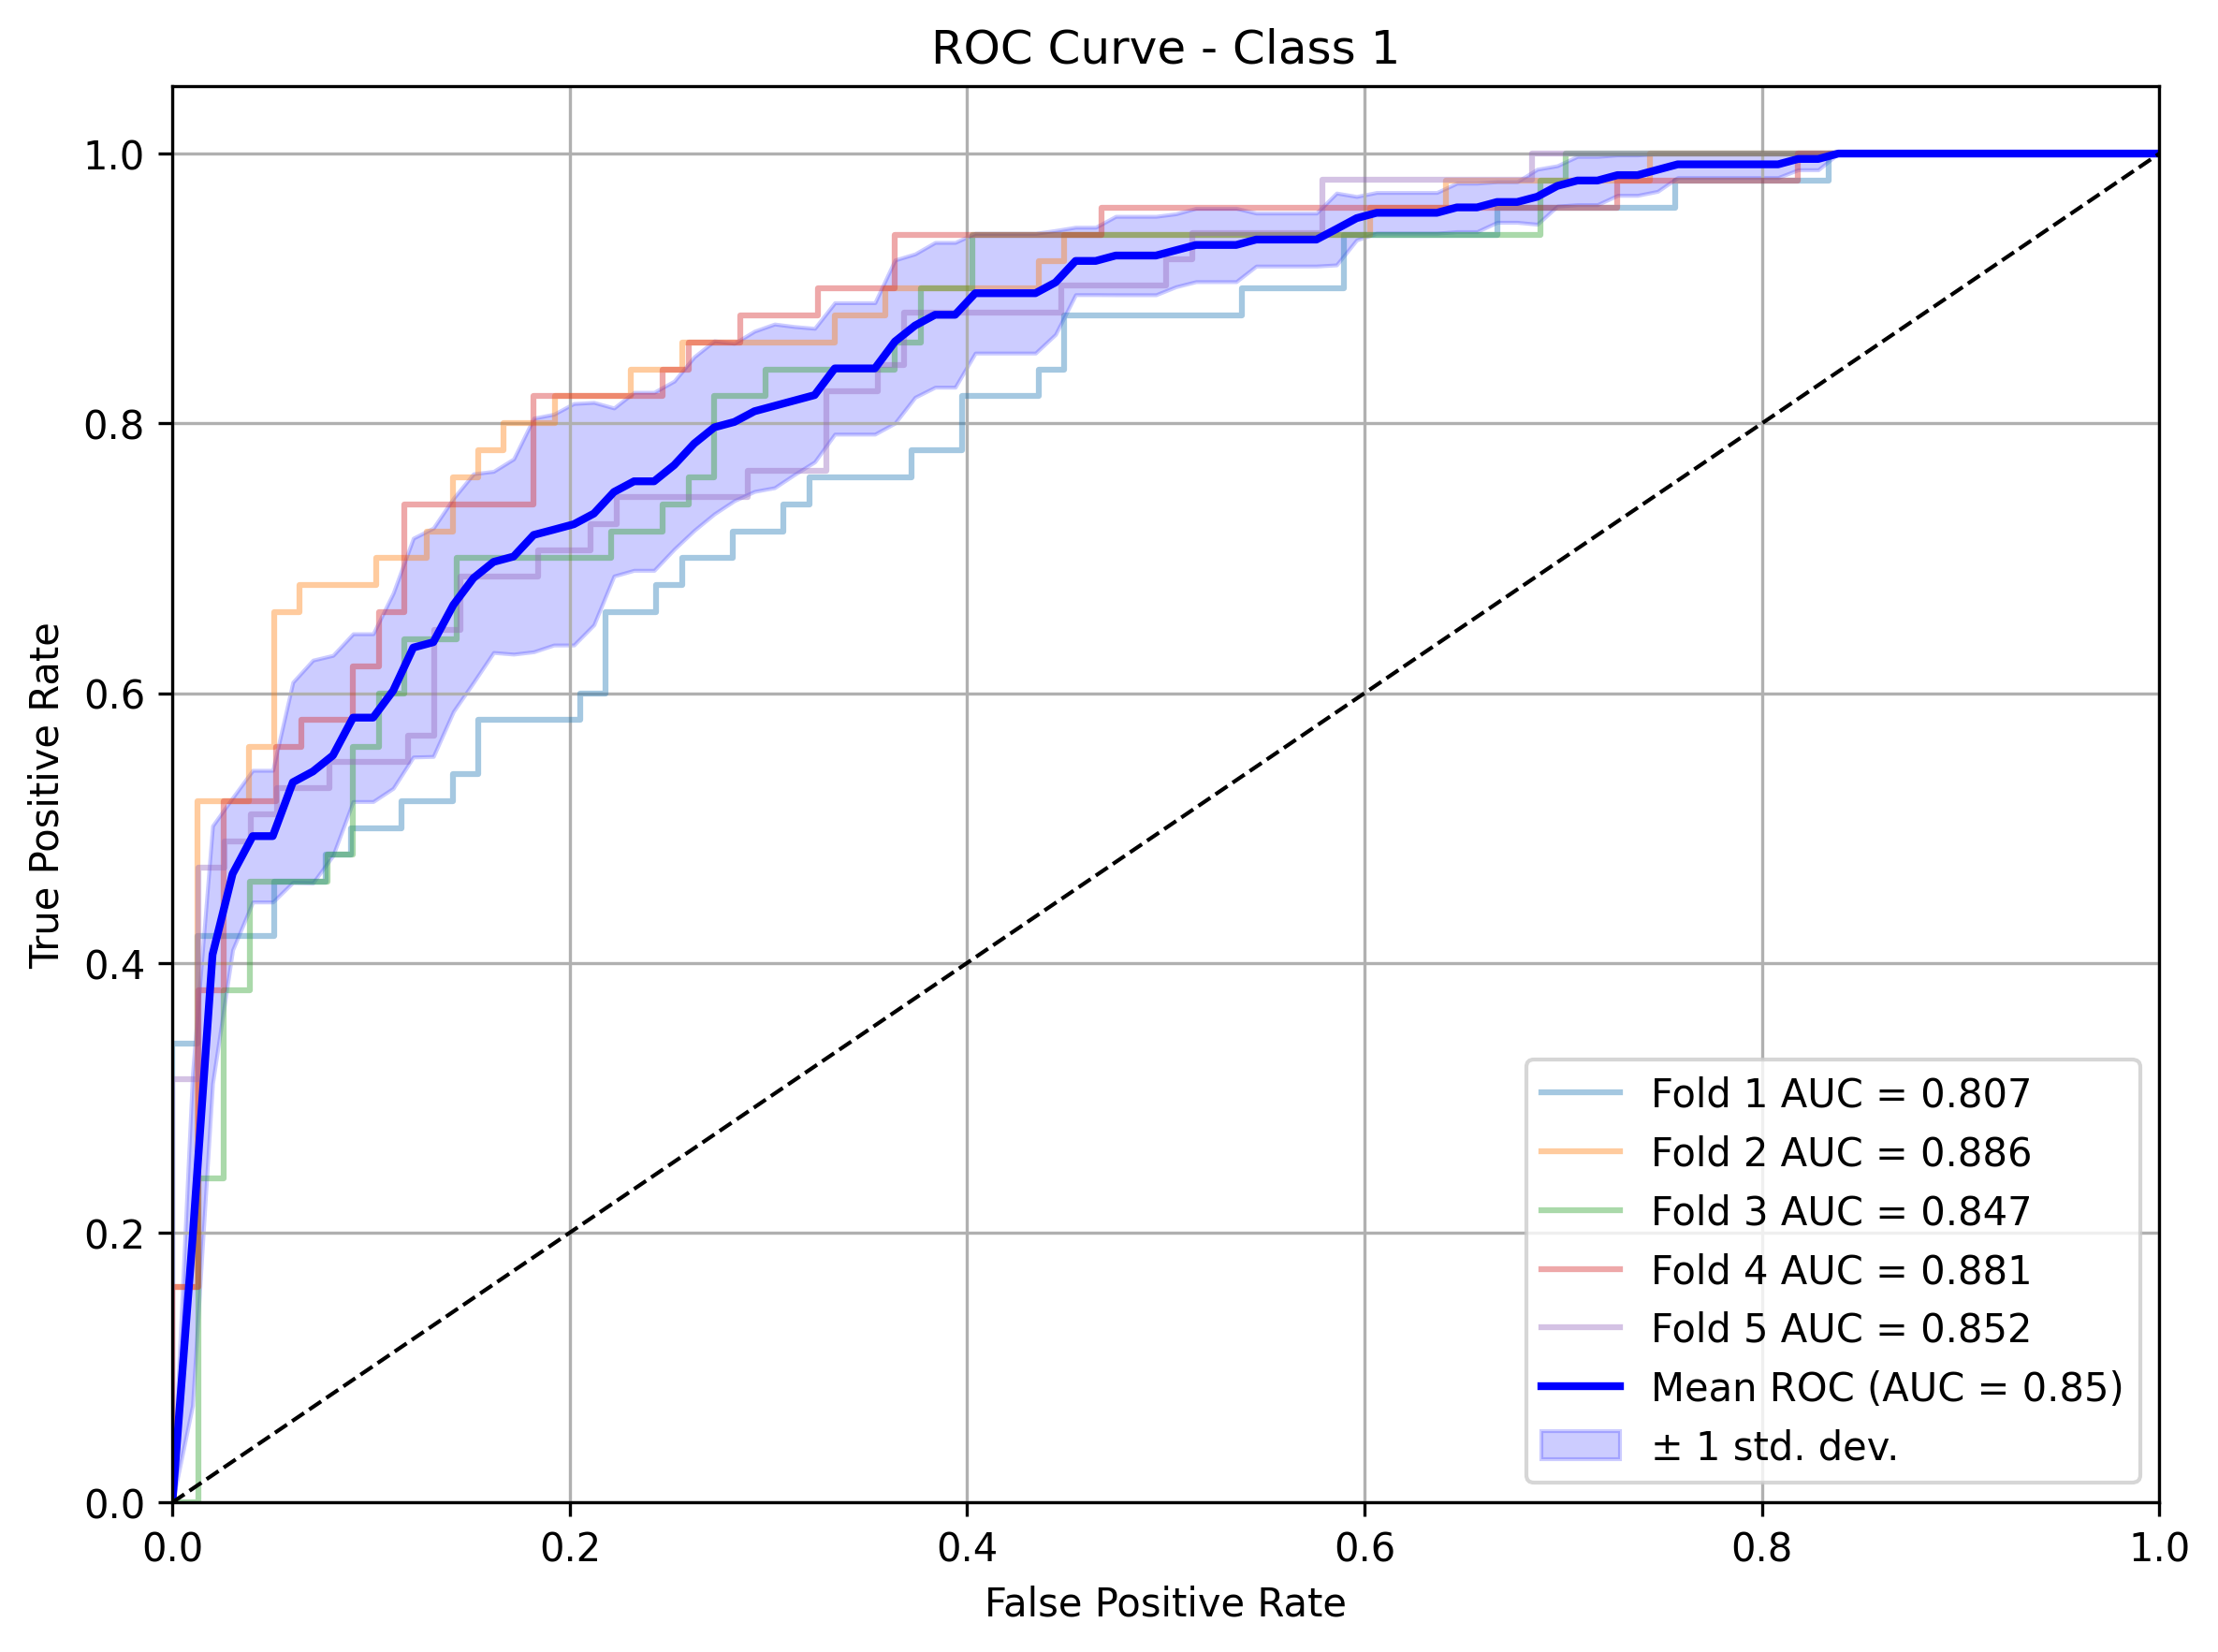 ROC Curve - Class 1
True Positive Rate
1.0
0.8
0.6
0.4
0.2
0.0
0.0 0.2 0.4 0.6 0.8 1.0
False Positive Rate
Fold 1 AUC = 0.807
Fold 2 AUC = 0.886
Fold 3 AUC = 0.847
Fold 4 AUC = 0.881
Fold 5 AUC = 0.852
Mean ROC (AUC = 0.85)
± 1 std. dev.